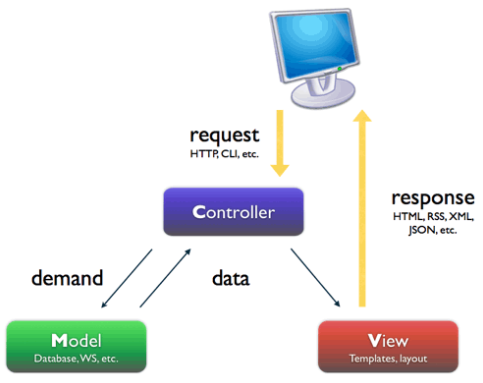 request
HTTP, CLI, etc.
Controller
response
HTML, RSS, XML,
JSON, etc.
demand
data
Model
Database, WS, etc.
View
Templates, layout